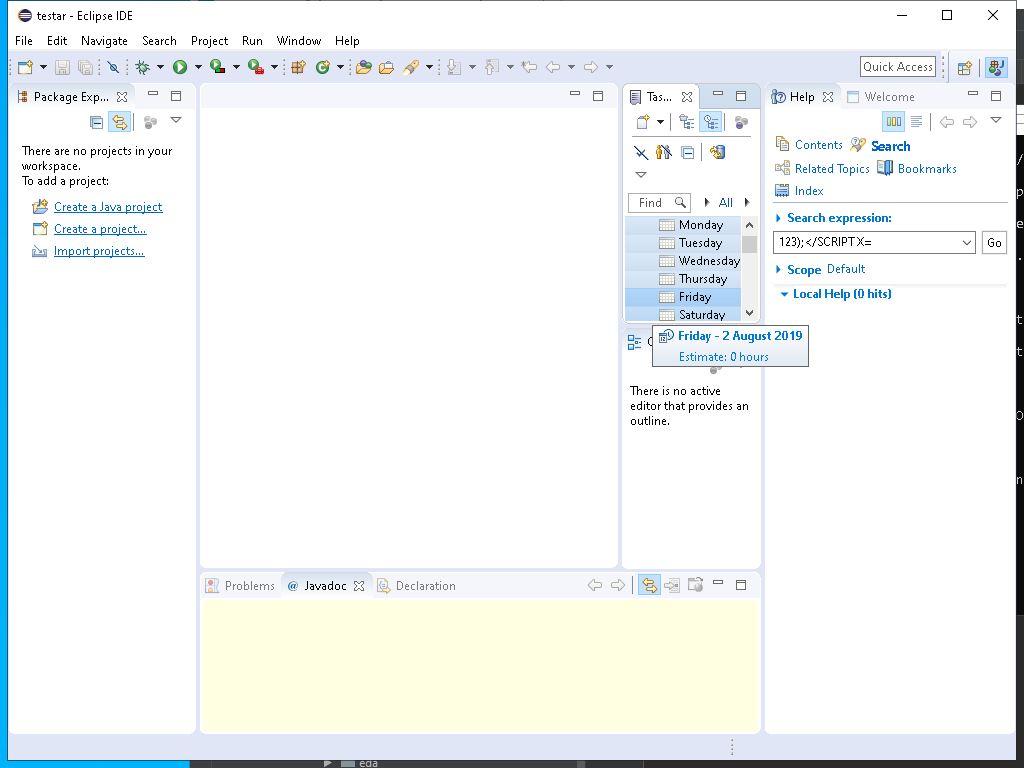 testar - Eclipse IDE
File Edit Navigate Search Project Run Window Help
Quick Access
Package Exp...
There are no projects in your
workspace.
To add a project:
Create a Java project
Create a project...
Import projects...
Tas...
Find
All
Monday
Tuesday
Wednesday
Thursday
Friday
Saturday
Friday - 2 August 2019
Estimate: 0 hours
There is no active
editor that provides an
outline.
Help Welcome
Contents Search
Related Topics Bookmarks
Index
Search expression:
123);</SCRIPTX=
Go
Scope Default
Local Help (0 hits)
Problems @ Javadoc Declaration
eda